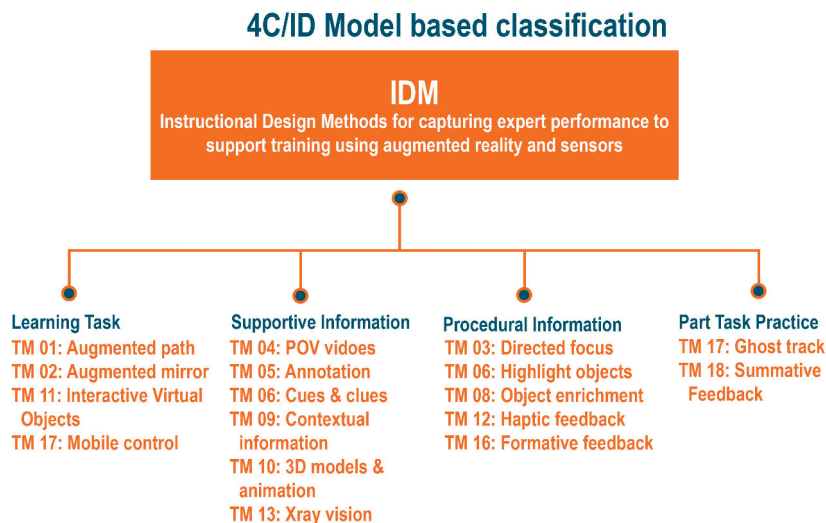 4C/ID Model based classification
IDM
Instructional Design Methods for capturing expert performance to
support training using augmented reality and sensors
Learning Task
TM 01: Augmented path
TM 02: Augmented mirror
TM 11: Interactive Virtual
Objects
TM 17: Mobile control
Supportive Information
TM 04: POV vidoes
TM 05: Annotation
TM 06: Cues & clues
TM 09: Contextual
information
TM 10: 3D models &
animation
TM 13: Xray vision
Procedural Information
TM 03: Directed focus
TM 06: Highlight objects
TM 08: Object enrichment
TM 12: Haptic feedback
TM 16: Formative feedback
Part Task Practice
TM 17: Ghost track
TM 18: Summative
Feedback